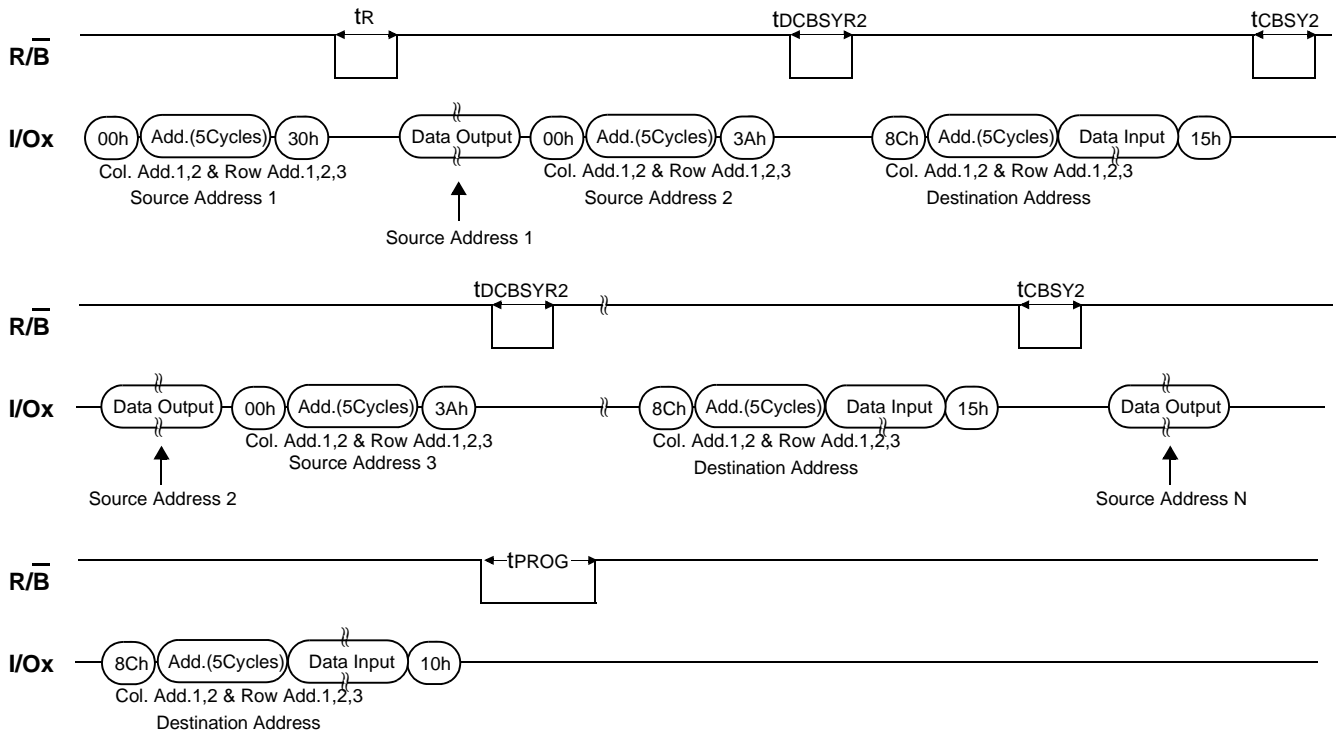 tR tDCBSYR2 tCBSY2
R/B
I/Ox 00h Add.(5Cycles) 30h Data Output 00h Add.(5Cycles) 3Ah 8Ch Add.(5Cycles) Data Input 15h
Col. Add.1,2 & Row Add.1,2,3 Col. Add.1,2 & Row Add.1,2,3 Col. Add.1,2 & Row Add.1,2,3
Source Address 1 Source Address 2 Destination Address
Source Address 1
tDCBSYR2 tCBSY2
R/B
I/Ox Data Output 00h Add.(5Cycles) 3Ah 8Ch Add.(5Cycles) Data Input 15h Data Output
Col. Add.1,2 & Row Add.1,2,3 Col. Add.1,2 & Row Add.1,2,3
Source Address 3 Destination Address
Source Address 2 Source Address N
tPROG
R/B
I/Ox 8Ch Add.(5Cycles) Data Input 10h
Col. Add.1,2 & Row Add.1,2,3
Destination Address